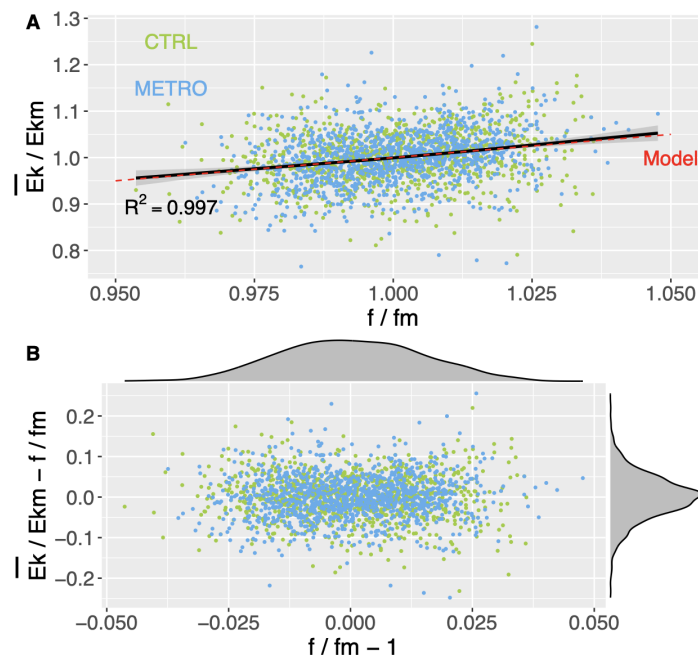 A
CTRL
METRO
Model
R² = 0.997
Ek / Ekm
1.3
1.2
1.1
1.0
0.9
0.8
0.950 0.975 1.000 1.025 1.050
f / fm
B
Ek / Ekm − f / fm
0.2
0.1
0.0
−0.1
−0.2
−0.050 −0.025 0.000 0.025 0.050
f / fm − 1